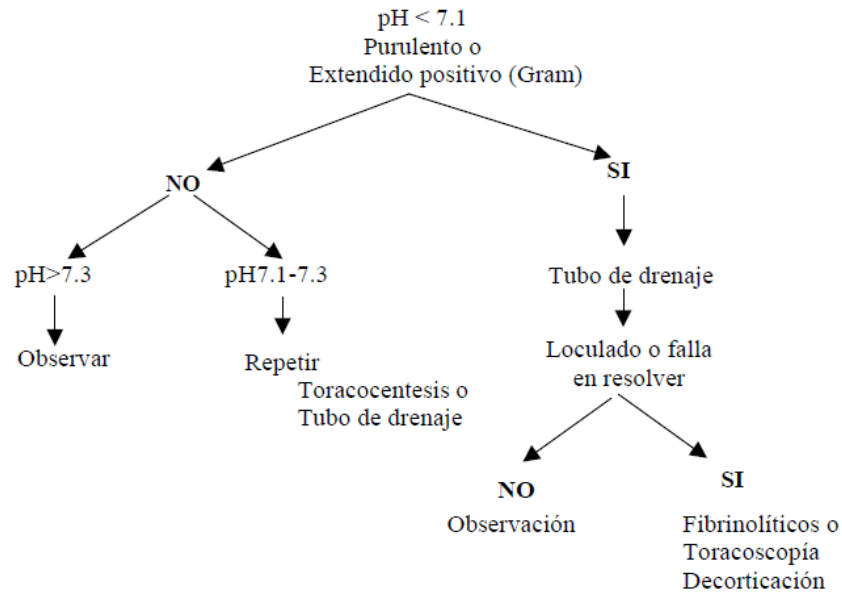 pH < 7.1
Purulento o
Extendido positivo (Gram)
NO
SI
pH>7.3
pH7.1-7.3
Tubo de drenaje
Observar
Repetir
Toracocentesis o
Tubo de drenaje
Loculado o falla
en resolver
NO
SI
Observación
Fibrinolíticos o
Toracoscopía
Decorticación